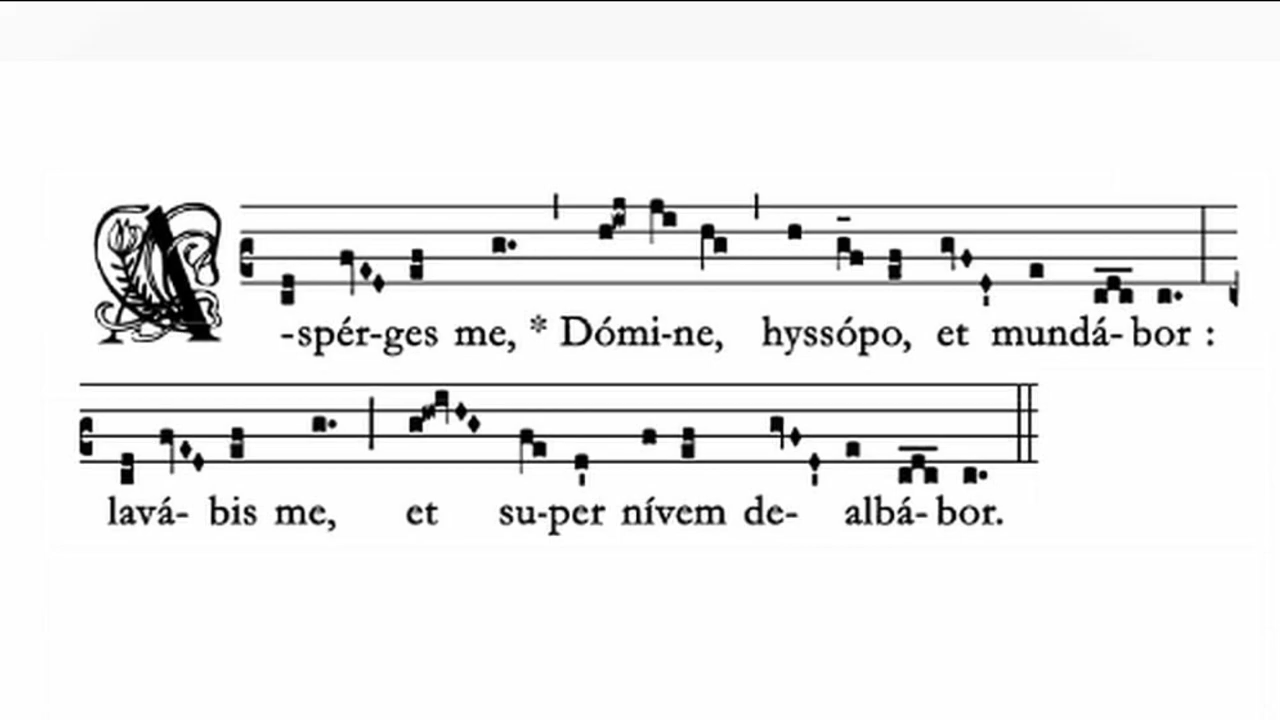 A-spér-ges me, * Dómi-ne, hyssópo, et mundá-bor :
lavá- bis me, et su-per nívem de- albá-bor.